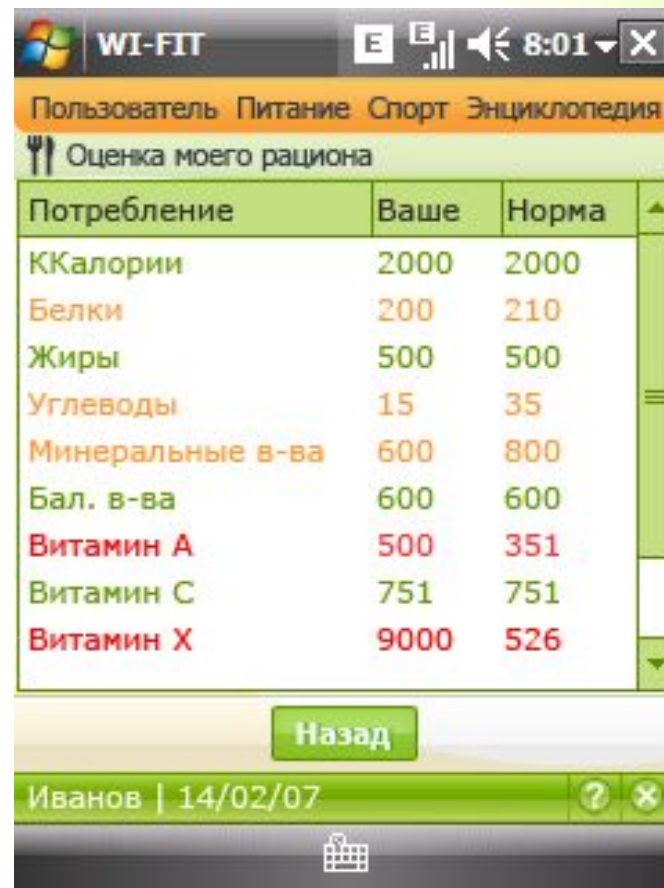 WI-FIT E E 8:01
Пользователь Питание Спорт Энциклопедия
Оценка моего рациона
Потребление Ваше Норма
ККалории 2000 2000
Белки 200 210
Жиры 500 500
Углеводы 15 35
Минеральные в-ва 600 800
Бал. в-ва 600 600
Витамин А 500 351
Витамин С 751 751
Витамин Х 9000 526
Назад
Иванов | 14/02/07 ?